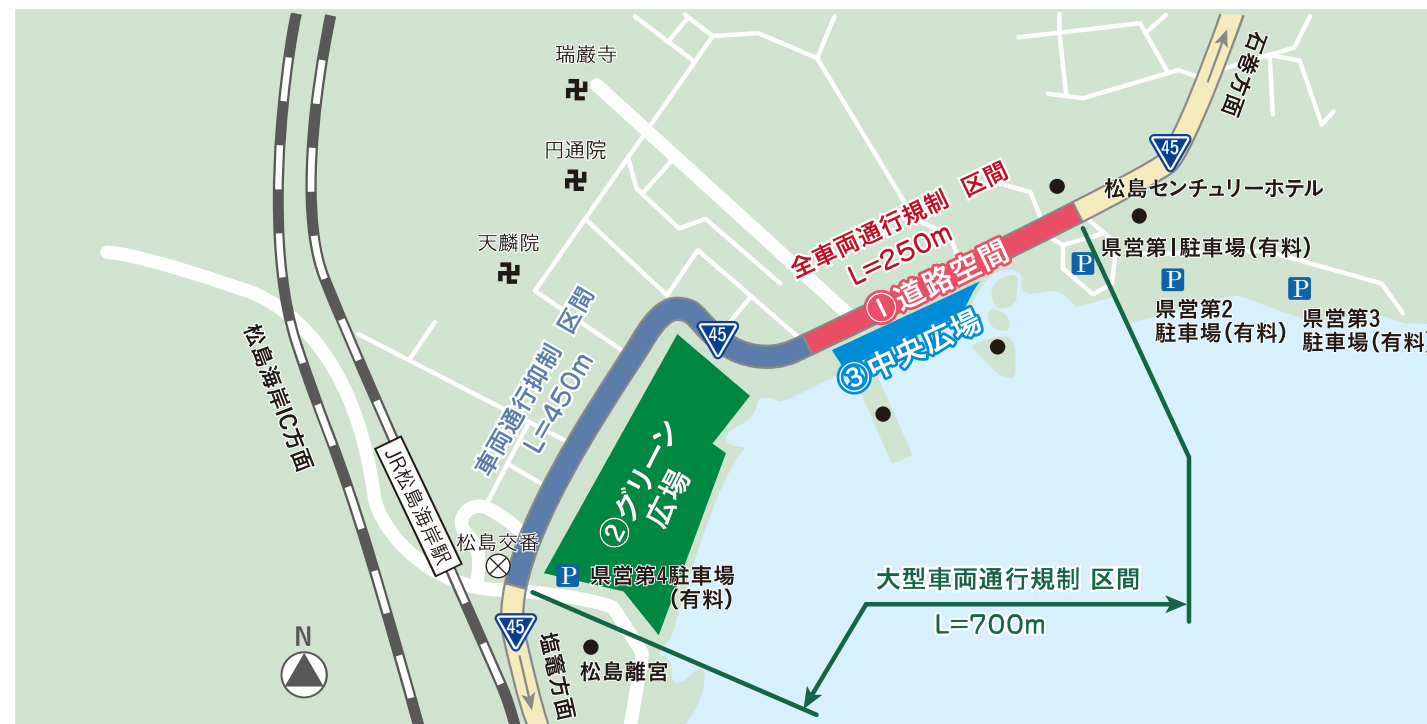 瑞巌寺
円通院
天麟院
石巻方面
45
松島センチュリーホテル
全車両通行規制 区間
L=250m
①道路空間
③中央広場
P 県営第1駐車場(有料)
P
県営第2
駐車場(有料)
P
県営第3
駐車場(有料)
45
車両通行抑制 区間
L=450m
②グリーン
広場
松島海岸IC方面
JR松島海岸駅
松島交番
P 県営第4駐車場
(有料)
大型車両通行規制 区間
L=700m
45
塩竈方面
松島離宮
N